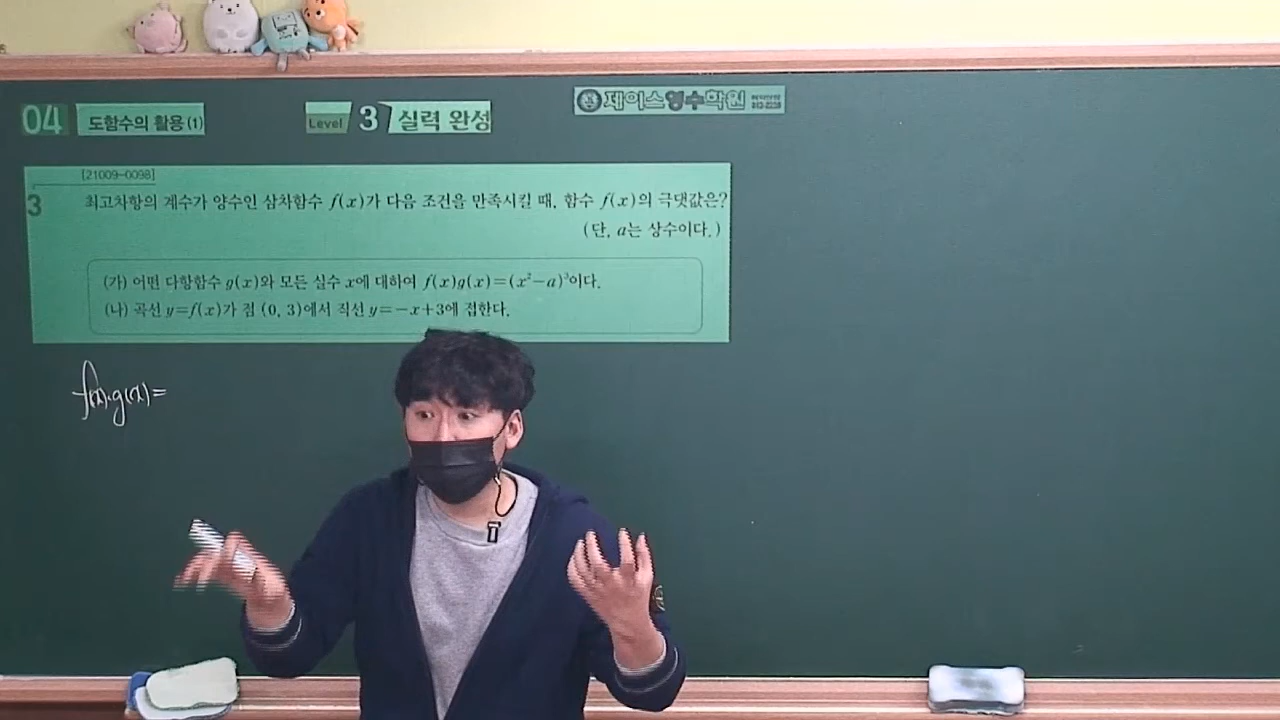 04 도함수의 활용 (1)
Level 3 실력 완성
제이스영수학원
[21009-0098]
3 최고차항의 계수가 양수인 삼차함수 f(x)가 다음 조건을 만족시킬 때, 함수 f(x)의 극댓값은?
(단, a는 상수이다.)
(가) 어떤 다항함수 g(x)와 모든 실수 x에 대하여 f(x)g(x)=(x²-a)³이다.
(나) 곡선 y=f(x)가 점 (0, 3)에서 직선 y=-x+3에 접한다.
f(x)·g(x)=